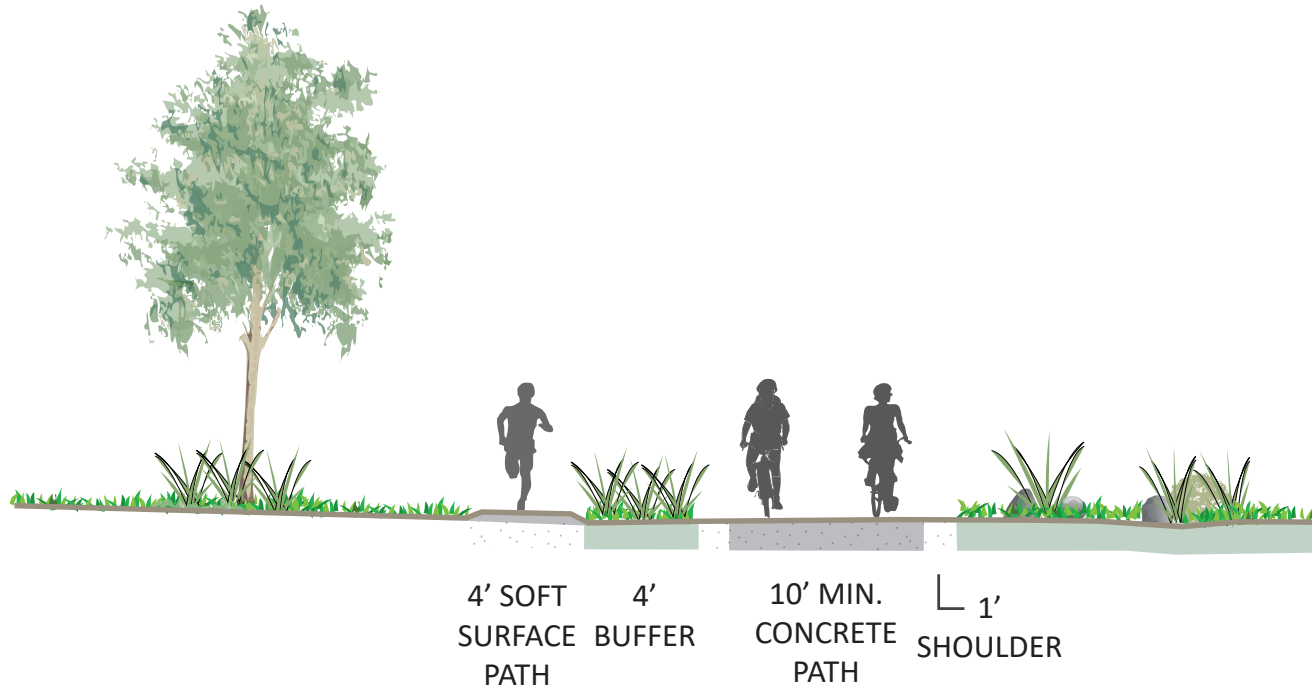 4’ SOFT
SURFACE
PATH
4’
BUFFER
10’ MIN.
CONCRETE
PATH
1’
SHOULDER